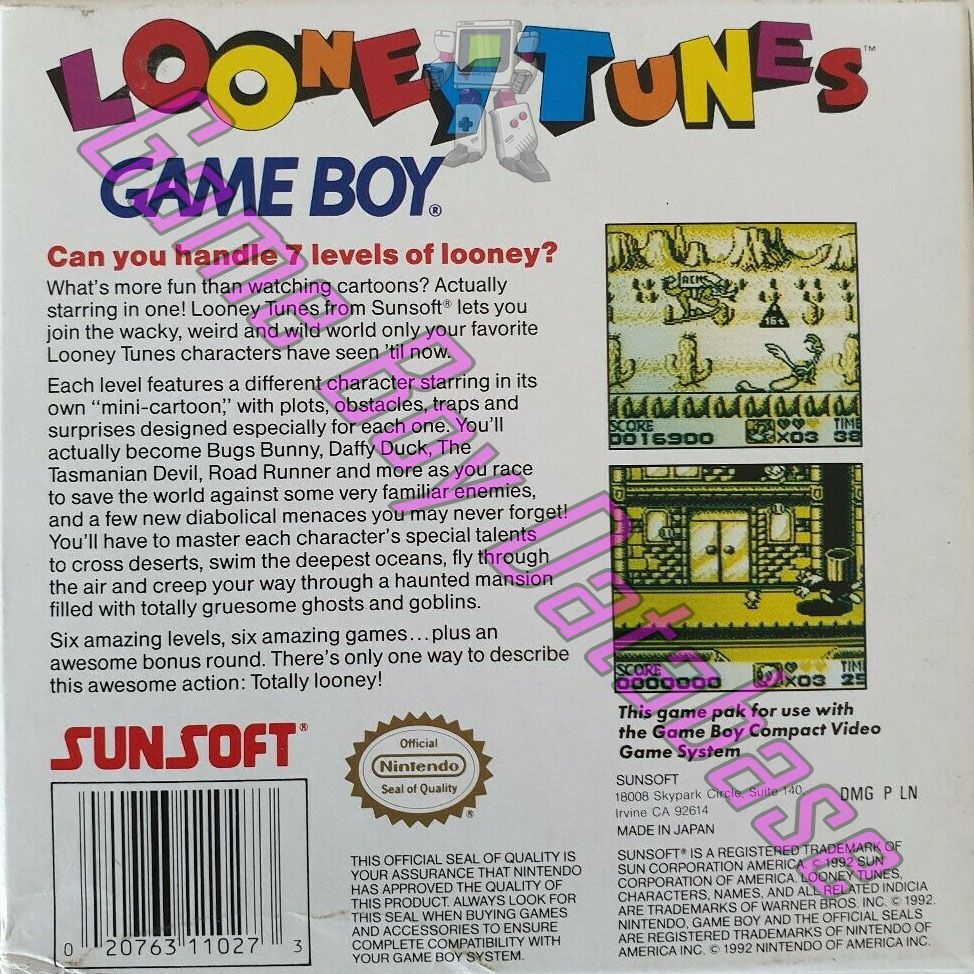 LOONEY TUNES™
GAME BOY®
Can you handle 7 levels of looney?
What's more fun than watching cartoons? Actually
starring in one! Looney Tunes from Sunsoft® lets you
join the wacky, weird and wild world only your favorite
Looney Tunes characters have seen 'til now.
Each level features a different character starring in its
own “mini-cartoon,” with plots, obstacles, traps and
surprises designed especially for each one. You'll
actually become Bugs Bunny, Daffy Duck, The
Tasmanian Devil, Road Runner and more as you race
to save the world against some very familiar enemies,
and a few new diabolical menaces you may never forget!
You'll have to master each character's special talents
to cross deserts, swim the deepest oceans, fly through
the air and creep your way through a haunted mansion
filled with totally gruesome ghosts and goblins.
Six amazing levels, six amazing games...plus an
awesome bonus round. There's only one way to describe
this awesome action: Totally looney!
ACME
16t
SCORE TIME
0016900 X03 38
SCORE TIM
0000000 X03 25
This game pak for use with
the Game Boy Compact Video
Game System
SUNSOFT
18008 Skypark Circle, Suite 140,
Irvine CA 92614
DMG P LN
MADE IN JAPAN
SUNSOFT® IS A REGISTERED TRADEMARK OF
SUN CORPORATION AMERICA. © 1992 SUN
CORPORATION OF AMERICA. LOONEY TUNES,
CHARACTERS, NAMES, AND ALL RELATED INDICIA
ARE TRADEMARKS OF WARNER BROS. INC. © 1992.
NINTENDO, GAME BOY AND THE OFFICIAL SEALS
ARE REGISTERED TRADEMARKS OF NINTENDO OF
AMERICA INC. © 1992 NINTENDO OF AMERICA INC.
SUNSOFT®
Official
Nintendo
Seal of Quality
®
THIS OFFICIAL SEAL OF QUALITY IS
YOUR ASSURANCE THAT NINTENDO
HAS APPROVED THE QUALITY OF
THIS PRODUCT. ALWAYS LOOK FOR
THIS SEAL WHEN BUYING GAMES
AND ACCESSORIES TO ENSURE
COMPLETE COMPATIBILITY WITH
YOUR GAME BOY SYSTEM.
0 20763 11027 3
Game Boy Database